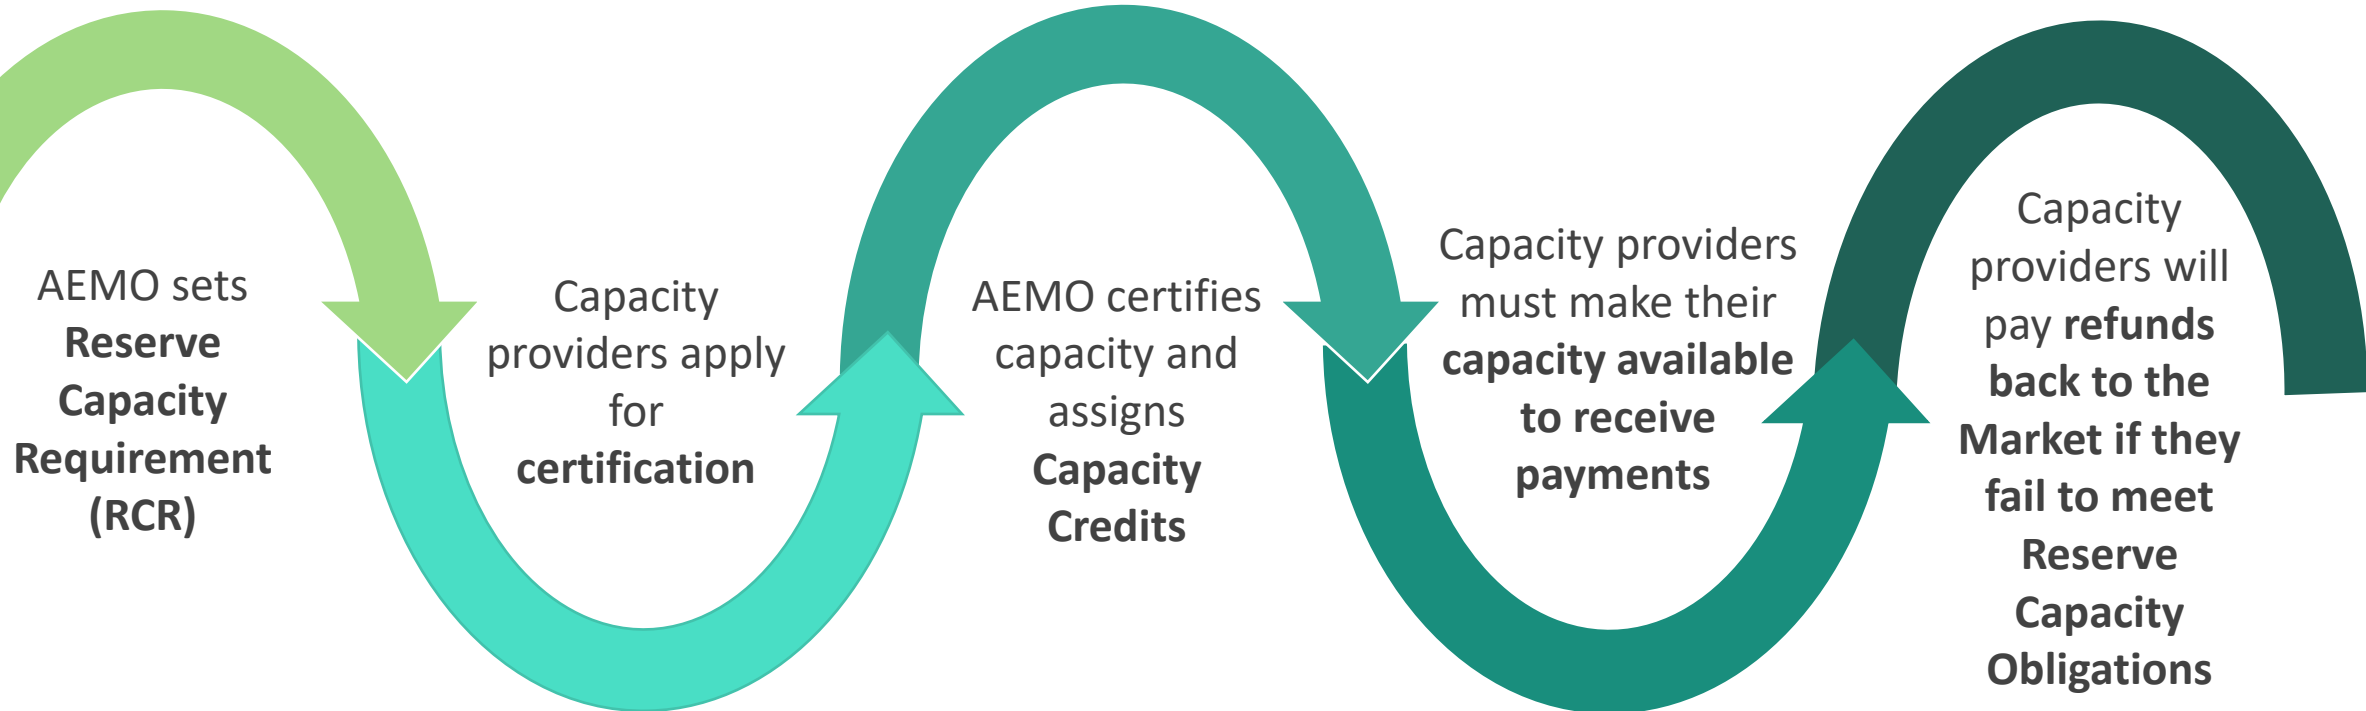 AEMO sets
Reserve
Capacity
Requirement
(RCR)
Capacity
providers apply
for
certification
AEMO certifies
capacity and
assigns
Capacity
Credits
Capacity providers
must make their
capacity available
to receive
payments
Capacity
providers will
pay refunds
back to the
Market if they
fail to meet
Reserve
Capacity
Obligations